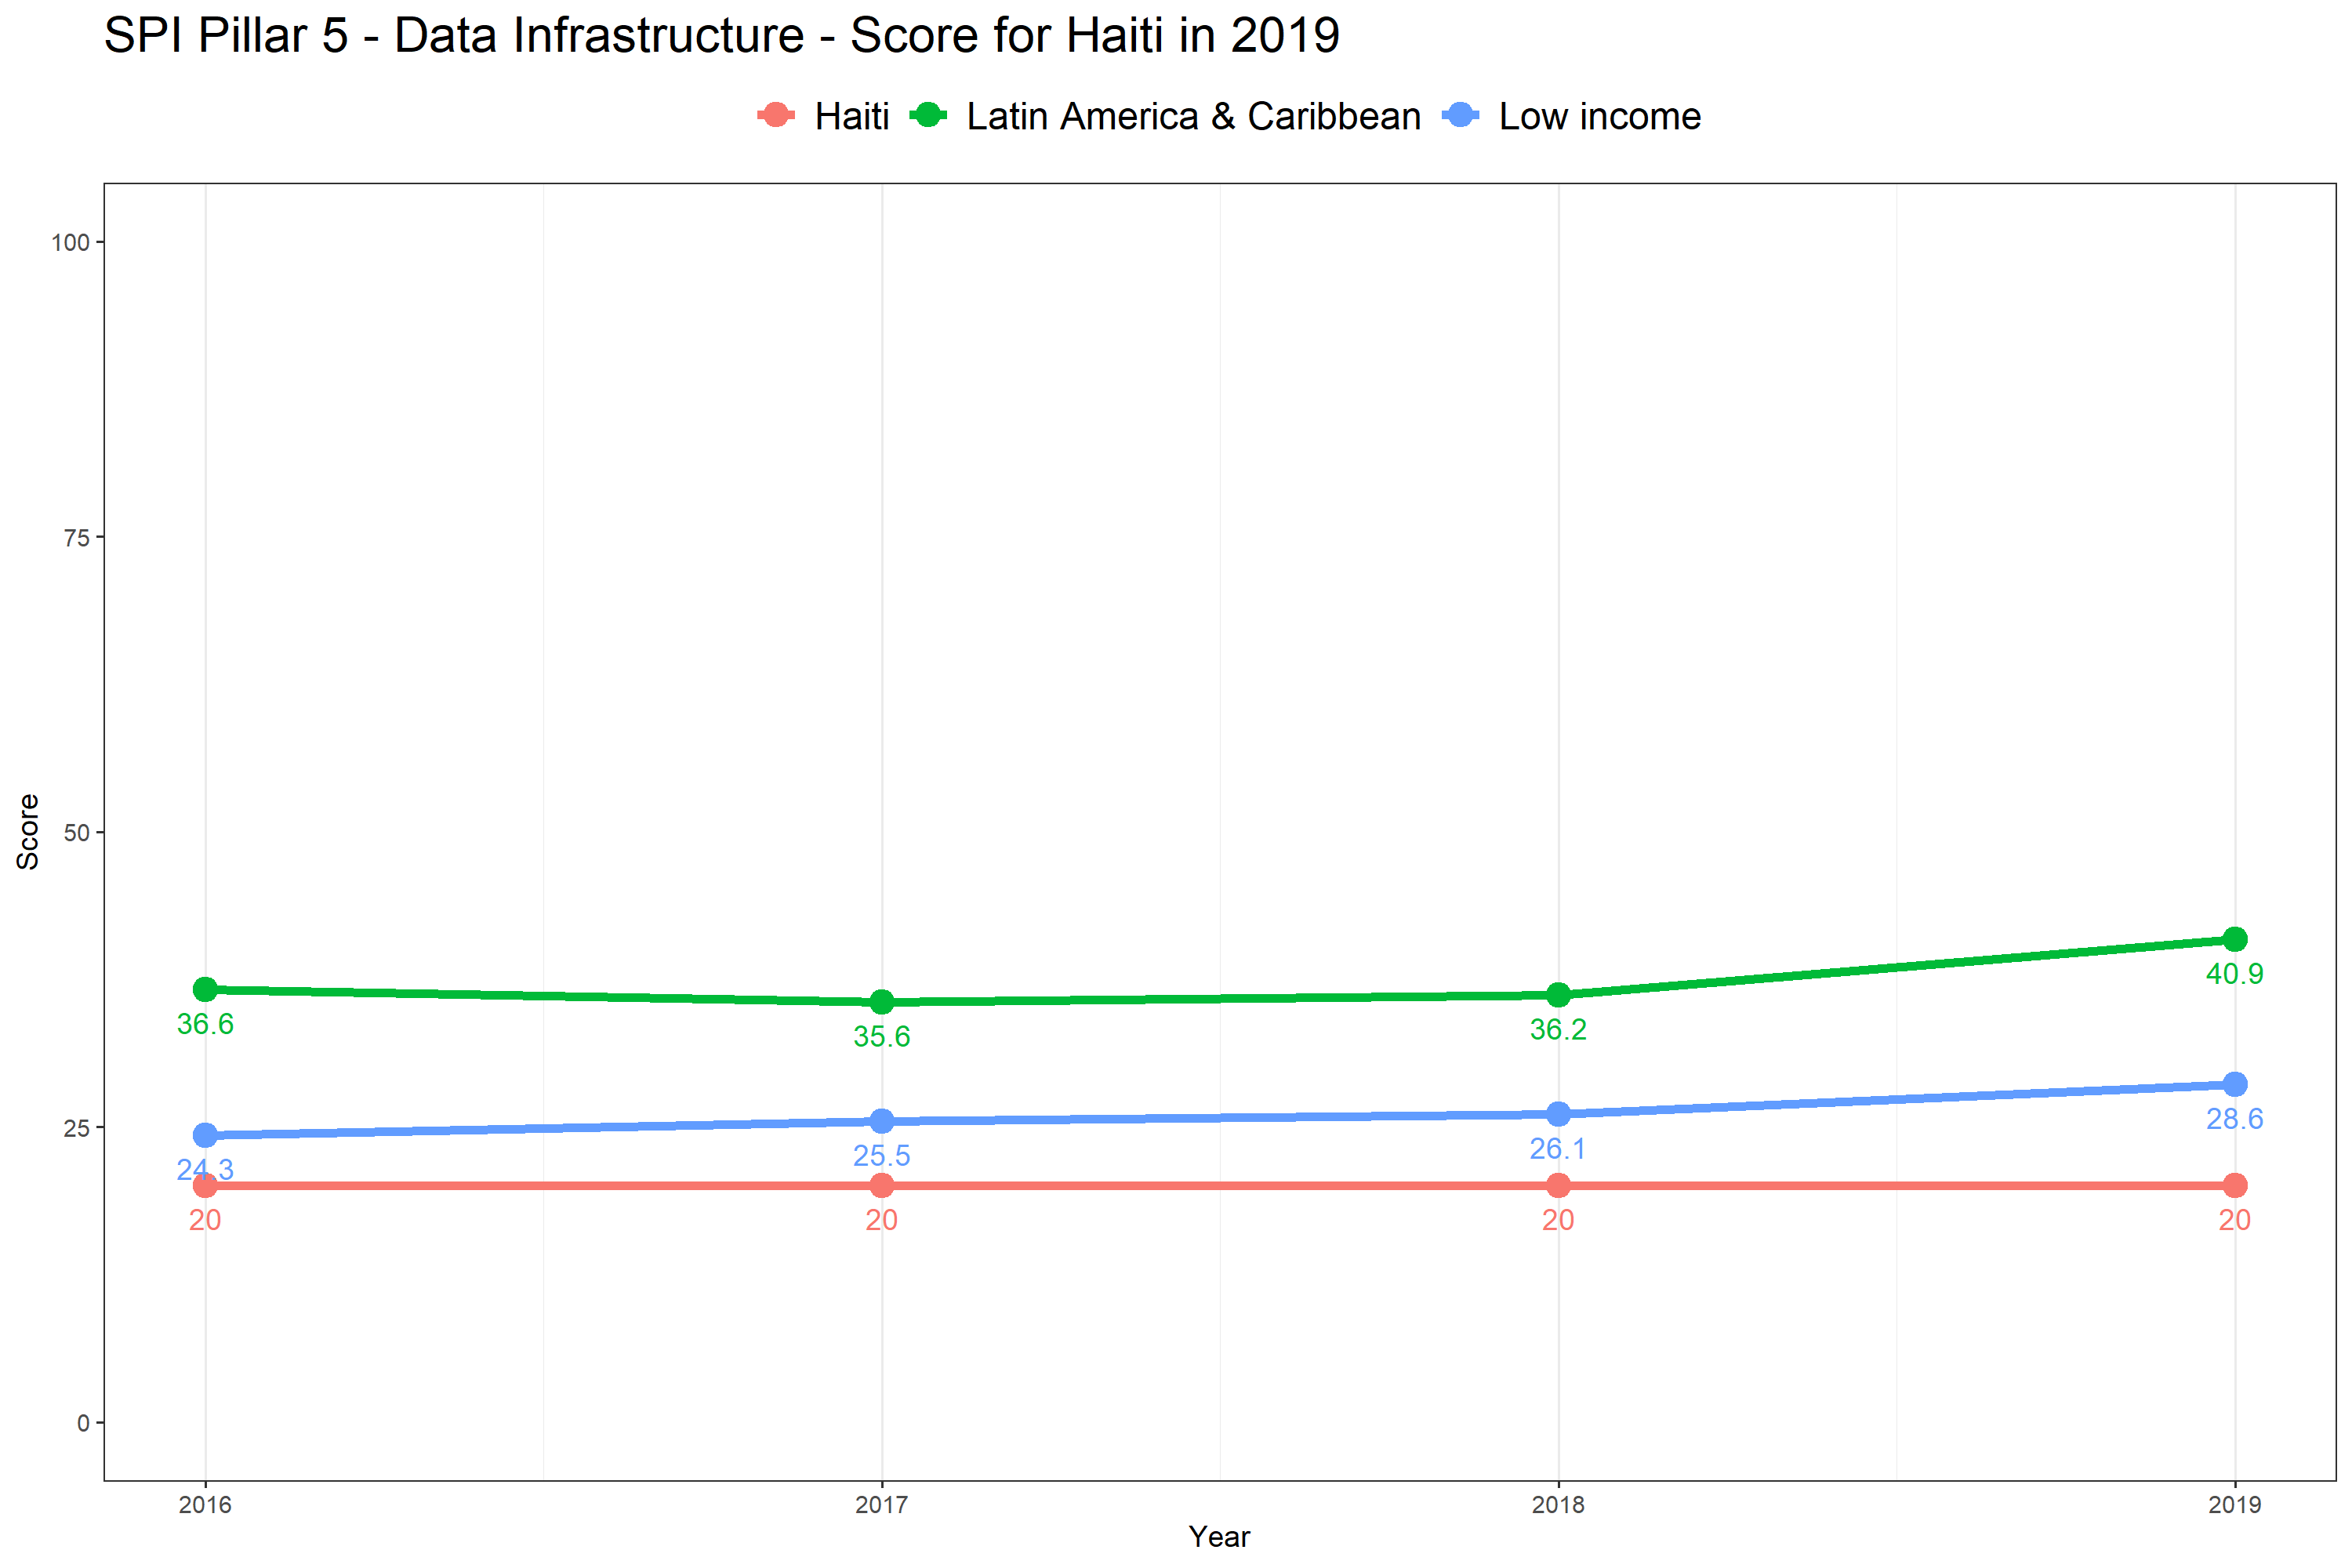 SPI Pillar 5 - Data Infrastructure - Score for Haiti in 2019
Haiti Latin America & Caribbean Low income
100
75
50
25
0
Score
36.6 35.6 36.2 40.9
24.3 25.5 26.1 28.6
20 20 20 20
2016 2017 2018 2019
Year